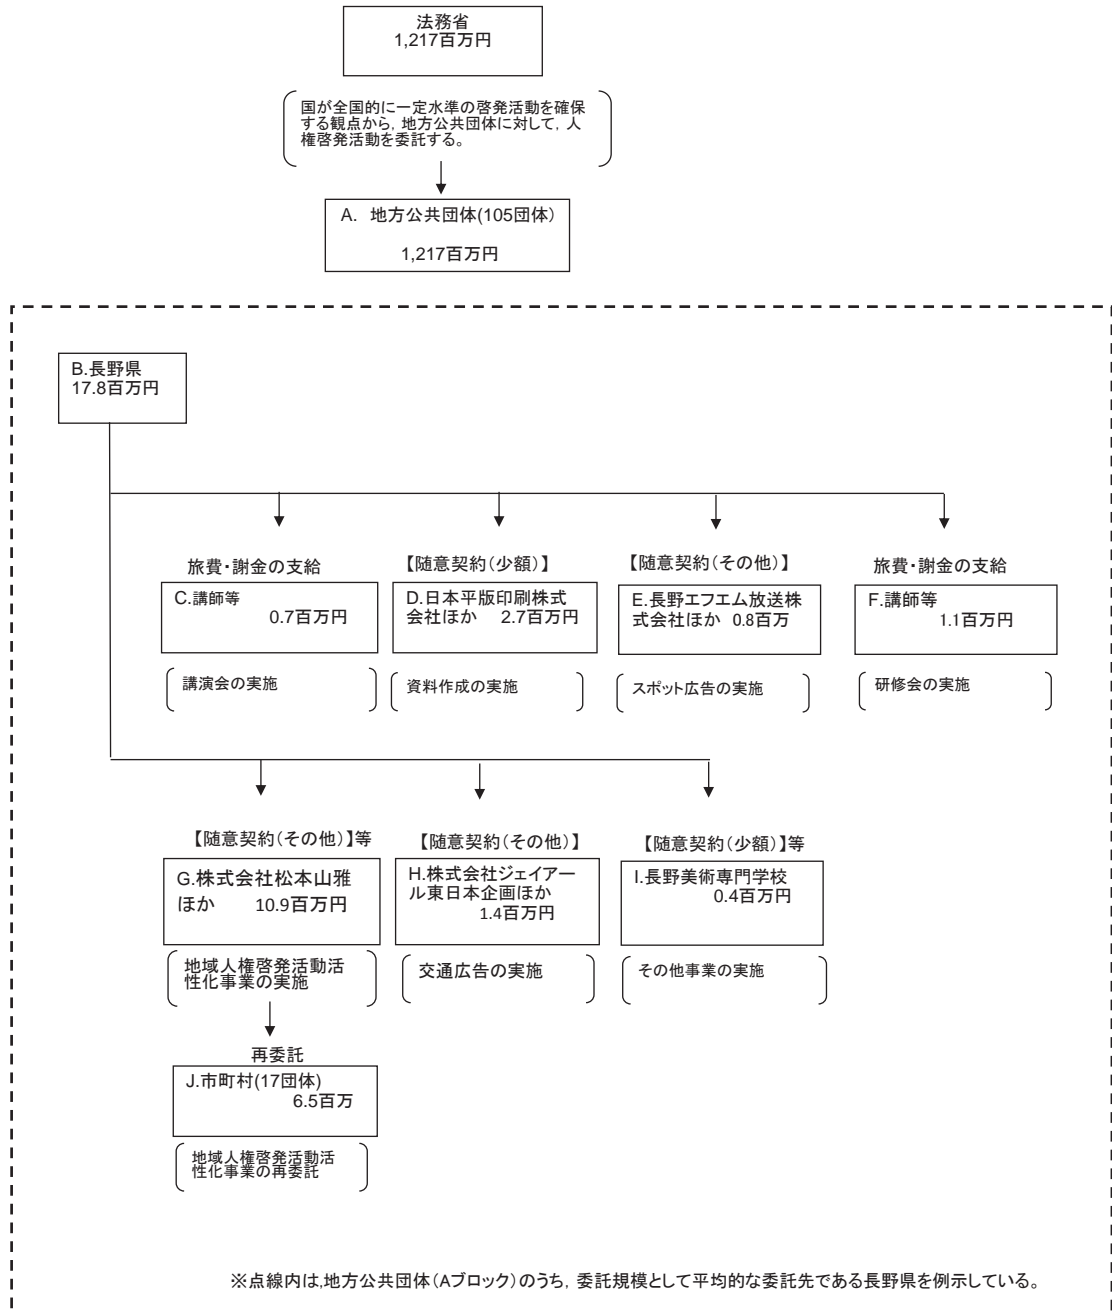 法務省
1,217百万円
国が全国的に一定水準の啓発活動を確保
する観点から，地方公共団体に対して，人
権啓発活動を委託する。
A. 地方公共団体(105団体)
1,217百万円
B.長野県
17.8百万円
旅費・謝金の支給
C.講師等
0.7百万円
講演会の実施
【随意契約（少額）】
D.日本平版印刷株式
会社ほか 2.7百万円
資料作成の実施
【随意契約（その他）】
E.長野エフエム放送株
式会社ほか 0.8百万
スポット広告の実施
旅費・謝金の支給
F.講師等
1.1百万円
研修会の実施
【随意契約（その他）】等
G.株式会社松本山雅
ほか 10.9百万円
地域人権啓発活動活
性化事業の実施
【随意契約（その他）】
H.株式会社ジェイアー
ル東日本企画ほか
1.4百万円
交通広告の実施
【随意契約（少額）】等
I.長野美術専門学校
0.4百万円
その他事業の実施
再委託
J.市町村(17団体)
6.5百万
地域人権啓発活動活
性化事業の再委託
※点線内は,地方公共団体（Aブロック）のうち，委託規模として平均的な委託先である長野県を例示している。